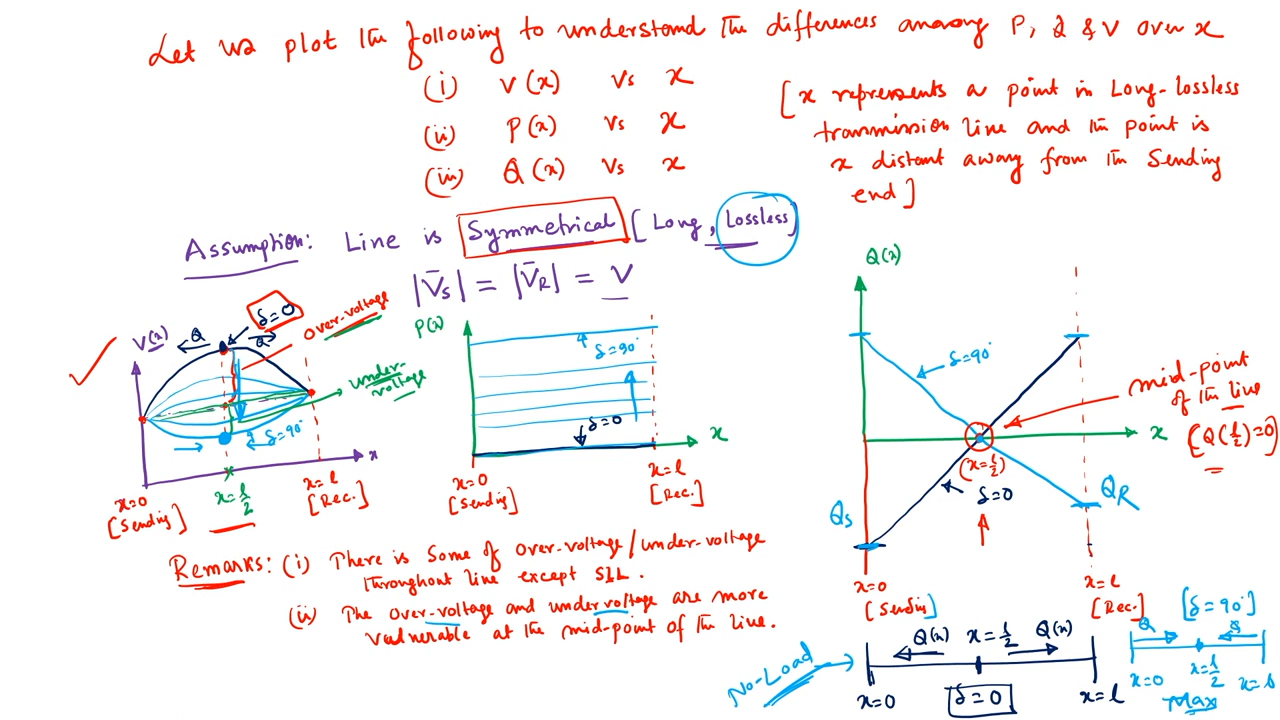 Let us plot the following to understand the differences among P, Q & V over x
(i) V(x) vs x
(ii) P(x) vs x
(iii) Q(x) vs x
[x represents a point in Long-lossless
transmission line and the point is
x distant away from the Sending
end]
Assumption: Line is Symmetrical [Long, Lossless]
|V̄s| = |V̄R| = V
V(x)
Q
δ=0
Q
Over-voltage
under-
voltage
δ=90°
x
x=0
[Sending]
x=l/2
x=l
[Rec.]
P(x)
δ=90°
δ=0
x
x=0
[Sending]
x=l
[Rec.]
Q(x)
δ=90°
mid-point
of the line
(Q(l/2)=0)
x
(x=l/2)
δ=0
Qs
QR
x=0
[Sending]
x=l
[Rec.]
Remarks: (i) There is Some of over-voltage/under-voltage
throughout line except SIL.
(ii) The over-voltage and under voltage are more
vulnerable at the mid-point of the line.
No-Load
Q(x) x=l/2 Q(x)
x=0 δ=0 x=l
[δ=90°]
Q Q
x=0 x=l/2 x=l
Max